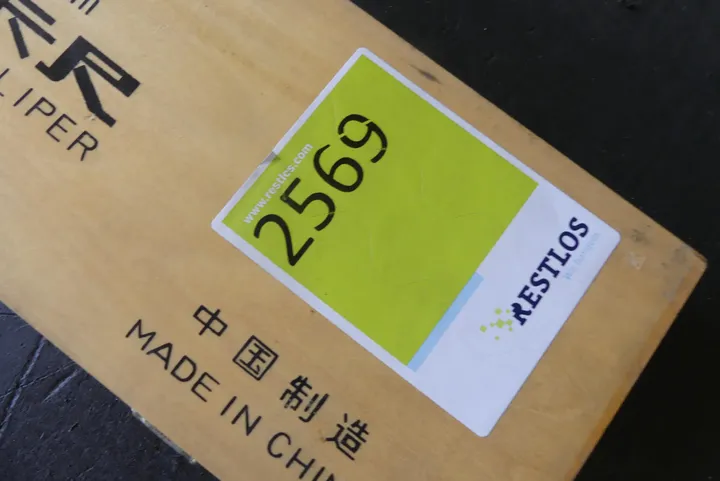 LIPER
www.restlos.com
2569
RESTLOS
中国制造
MADE IN CHIN